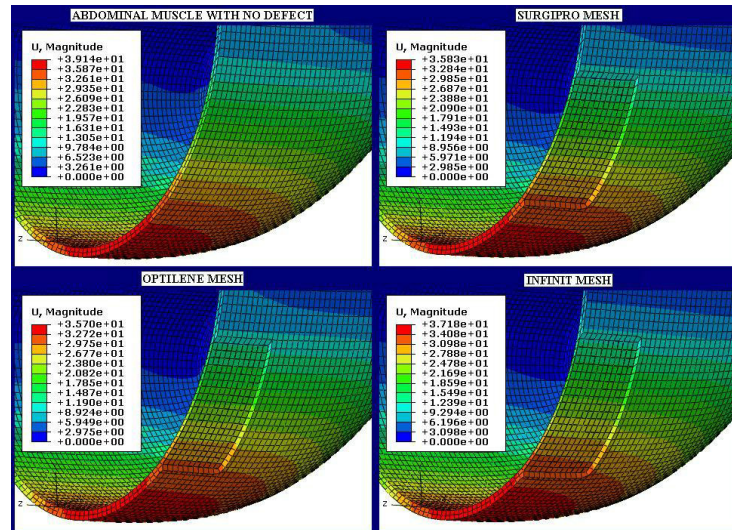 ABDOMINAL MUSCLE WITH NO DEFECT
U, Magnitude
+3.914e+01
+3.587e+01
+3.261e+01
+2.935e+01
+2.609e+01
+2.283e+01
+1.957e+01
+1.631e+01
+1.305e+01
+9.784e+00
+6.523e+00
+3.261e+00
+0.000e+00
z
SURGIPRO MESH
U, Magnitude
+3.583e+01
+3.284e+01
+2.985e+01
+2.687e+01
+2.388e+01
+2.090e+01
+1.791e+01
+1.493e+01
+1.194e+01
+8.956e+00
+5.971e+00
+2.985e+00
+0.000e+00
z
OPTILENE MESH
U, Magnitude
+3.570e+01
+3.272e+01
+2.975e+01
+2.677e+01
+2.380e+01
+2.082e+01
+1.785e+01
+1.487e+01
+1.190e+01
+8.924e+00
+5.949e+00
+2.975e+00
+0.000e+00
z
INFINIT MESH
U, Magnitude
+3.718e+01
+3.408e+01
+3.098e+01
+2.788e+01
+2.478e+01
+2.169e+01
+1.859e+01
+1.549e+01
+1.239e+01
+9.294e+00
+6.196e+00
+3.098e+00
+0.000e+00
z